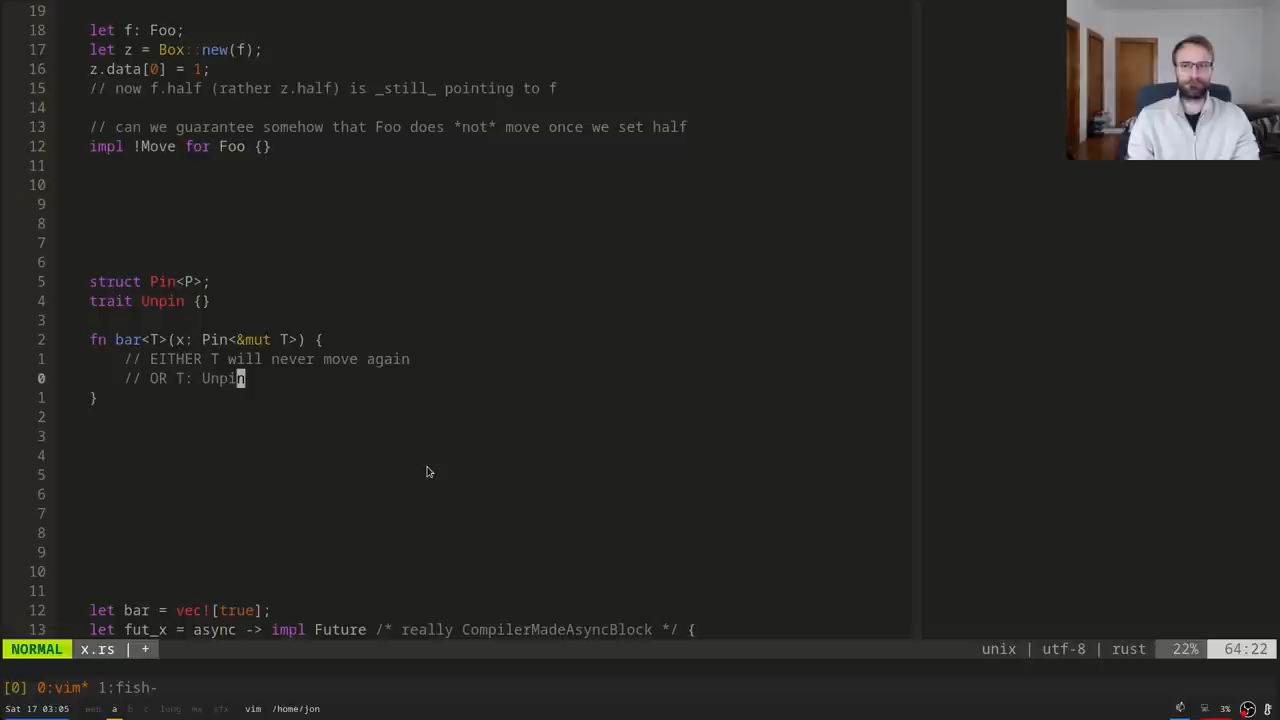 19
18 let f: Foo;
17 let z = Box::new(f);
16 z.data[0] = 1;
15 // now f.half (rather z.half) is _still_ pointing to f
14
13 // can we guarantee somehow that Foo does *not* move once we set half
12 impl !Move for Foo {}
11
10
9
8
7
6
5 struct Pin<P>;
4 trait Unpin {}
3
2 fn bar<T>(x: Pin<&mut T>) {
1 // EITHER T will never move again
0 // OR T: Unpin
1 }
2
3
4
5
6
7
8
9
10
11
12 let bar = vec![true];
13 let fut_x = async -> impl Future /* really CompilerMadeAsyncBlock */ {
NORMAL x.rs | + unix | utf-8 | rust 22% 64:22
[0] 0:vim* 1:fish-
Sat 17 03:05 web a b c lung mw xfx vim /home/jon 3%